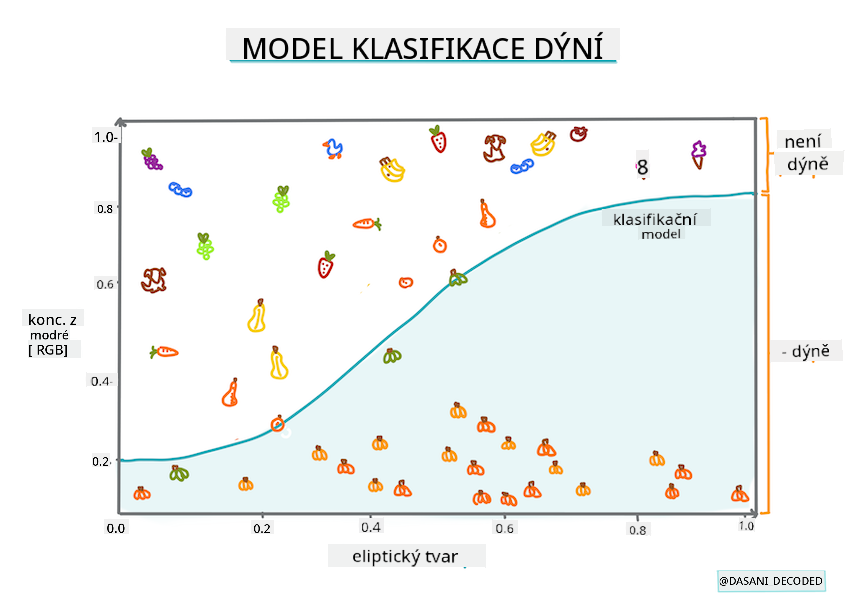 MODEL KLASIFIKACE DÝNÍ
1.0-
0.8
0.6
0.4-
0.2-
0.0
0.2
0.4
0.6
0.8
1.0
konc. z
modré
[ RGB]
eliptický tvar
klasifikační
model
8
není
dýně
- dýně
@DASANI DECODED